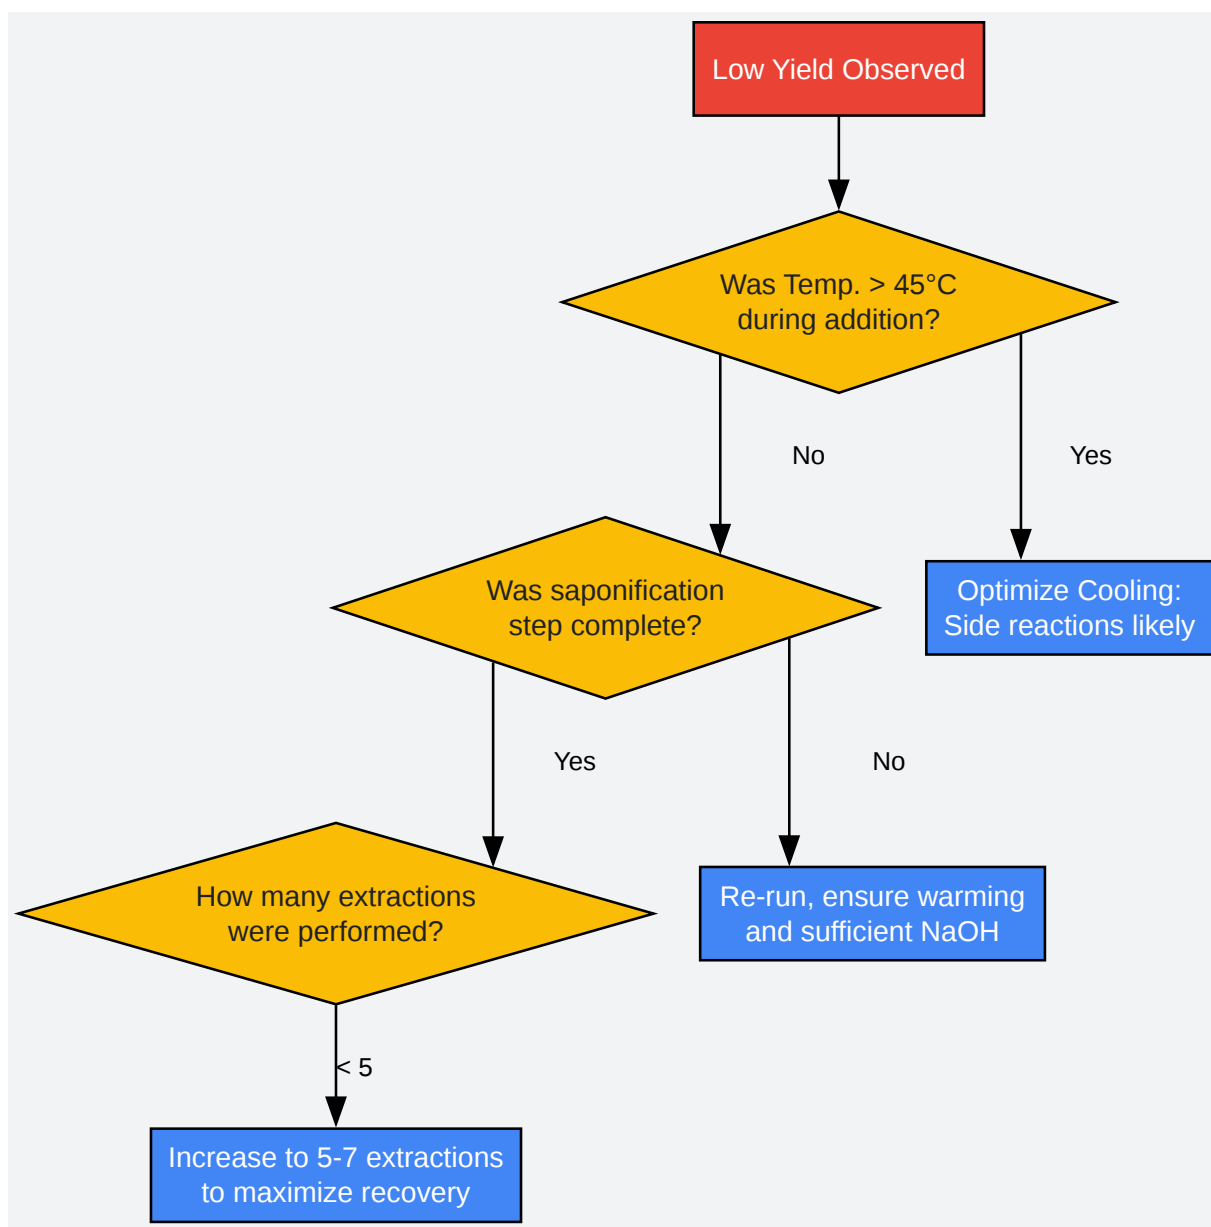 Low Yield Observed
Was Temp. > 45°C
during addition?
No
Yes
Was saponification
step complete?
Optimize Cooling:
Side reactions likely
Yes
No
How many extractions
were performed?
Re-run, ensure warming
and sufficient NaOH
< 5
Increase to 5-7 extractions
to maximize recovery